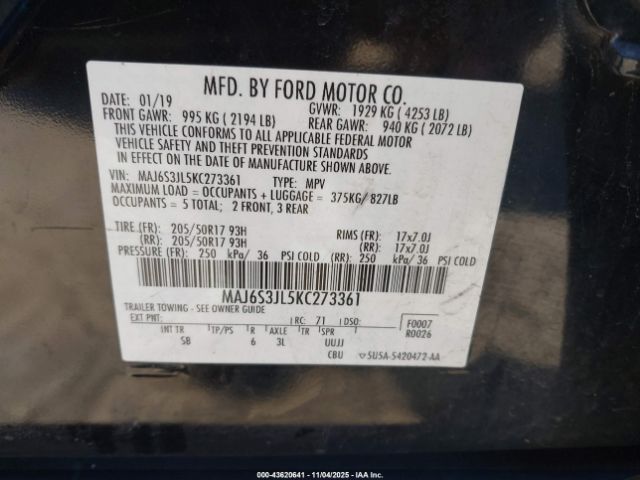 MFD. BY FORD MOTOR CO.
DATE: 01/19 GVWR: 1929 KG ( 4253 LB)
FRONT GAWR: 995 KG ( 2194 LB) REAR GAWR: 940 KG ( 2072 LB)
THIS VEHICLE CONFORMS TO ALL APPLICABLE FEDERAL MOTOR
VEHICLE SAFETY AND THEFT PREVENTION STANDARDS
IN EFFECT ON THE DATE OF MANUFACTURE SHOWN ABOVE.
VIN: MAJ6S3JL5KC273361 TYPE: MPV
MAXIMUM LOAD = OCCUPANTS + LUGGAGE = 375KG/ 827LB
OCCUPANTS = 5 TOTAL; 2 FRONT, 3 REAR
TIRE (FR): 205/50R17 93H RIMS (FR): 17x7.0J
(RR): 205/50R17 93H (RR): 17x7.0J
PRESSURE (FR): 250 kPa/ 36 PSI COLD (RR): 250 kPa/ 36 PSI COLD
MAJ6S3JL5KC273361
TRAILER TOWING - SEE OWNER GUIDE
EXT PNT: RC: 71 DSO: F0007
R0026
INT TR TP/PS R AXLE TR SPR
SB 6 3L UUJJ
CBU 5U5A-5420472-AA
000-43620641 - 11/04/2025 - IAA, Inc.